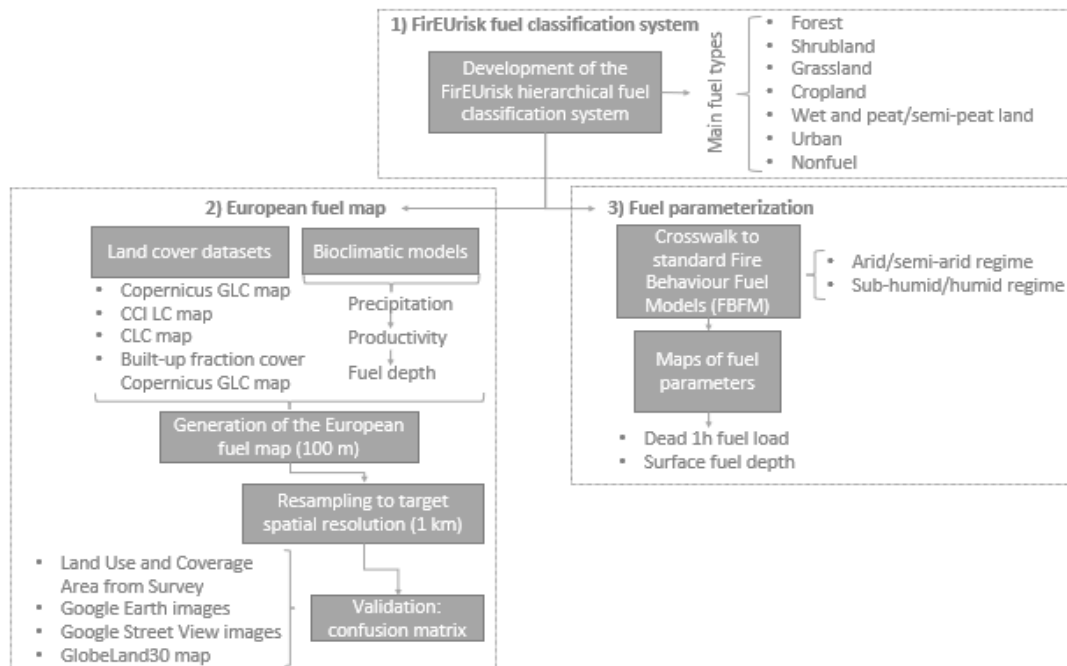 1) FirEUrisk fuel classification system
Development of the
FirEUrisk hierarchical fuel
classification system
Main fuel types
• Forest
• Shrubland
• Grassland
• Cropland
• Wet and peat/semi-peat land
• Urban
• Nonfuel
2) European fuel map
Land cover datasets
• Copernicus GLC map
• CCI LC map
• CLC map
• Built-up fraction cover
Copernicus GLC map
Bioclimatic models
Precipitation
Productivity
Fuel depth
Generation of the European
fuel map (100 m)
Resampling to target
spatial resolution (1 km)
• Land Use and Coverage
Area from Survey
• Google Earth images
• Google Street View images
• GlobeLand30 map
Validation:
confusion matrix
3) Fuel parameterization
Crosswalk to
standard Fire
Behaviour Fuel
Models (FBFM)
• Arid/semi-arid regime
• Sub-humid/humid regime
Maps of fuel
parameters
• Dead 1h fuel load
• Surface fuel depth